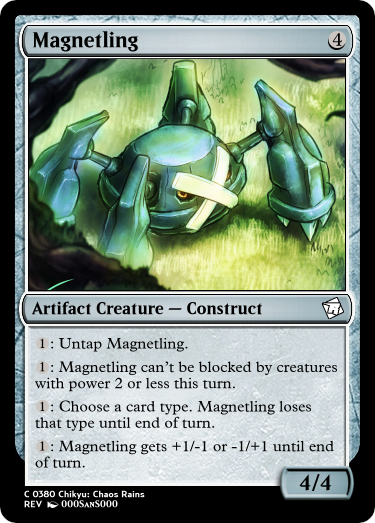 Magnetling 4
Artifact Creature — Construct
1: Untap Magnetling.
1: Magnetling can't be blocked by creatures
with power 2 or less this turn.
1: Choose a card type. Magnetling loses
that type until end of turn.
1: Magnetling gets +1/-1 or -1/+1 until end
of turn.
4/4
C 0380 Chikyu: Chaos Rains
REV 000SanS000